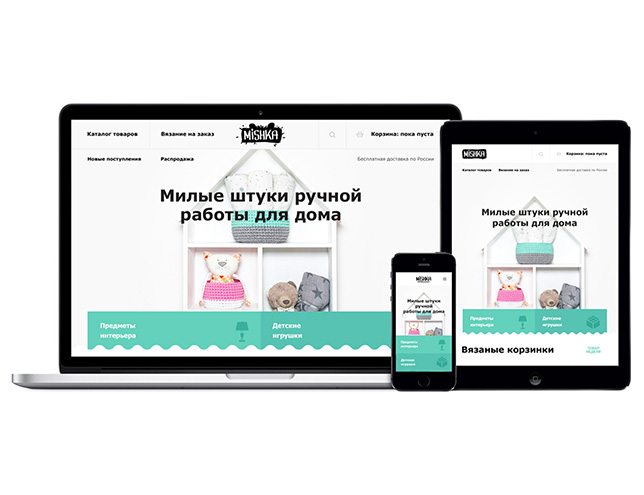 Каталог товаров
Вязание на заказ
MiSHKA
Корзина: пока пуста
Новые поступления
Распродажа
Бесплатная доставка по России
Милые штуки ручной
работы для дома
Предметы
интерьера
Детские
игрушки
MiSHKA
Милые штуки
ручной
работы для дома
Предметы
интерьера
Детские
игрушки
MiSHKA
Корзина: пока пуста
Каталог товаров
Вязание на заказ
Бесплатная доставка по России
Милые штуки ручной
работы для дома
Предметы
интерьера
Детские
игрушки
Вязаные корзинки
ТОВАР
НЕДЕЛИ